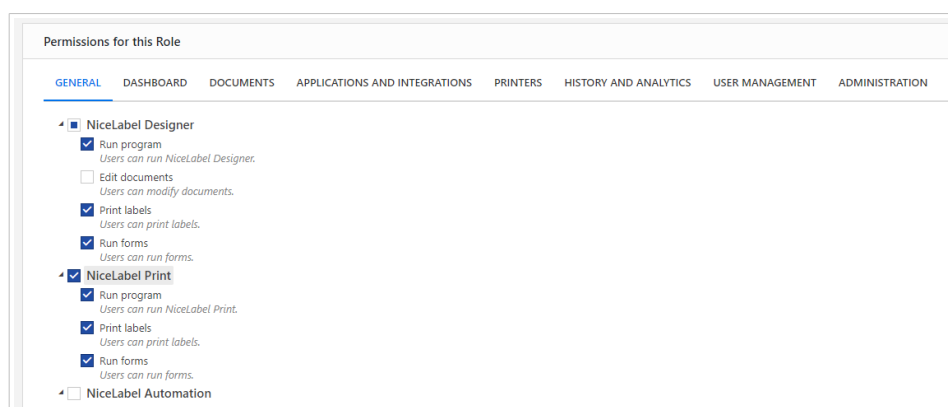 Permissions for this Role
GENERAL DASHBOARD DOCUMENTS APPLICATIONS AND INTEGRATIONS PRINTERS HISTORY AND ANALYTICS USER MANAGEMENT ADMINISTRATION
NiceLabel Designer
Run program
Users can run NiceLabel Designer.
Edit documents
Users can modify documents.
Print labels
Users can print labels.
Run forms
Users can run forms.
NiceLabel Print
Run program
Users can run NiceLabel Print.
Print labels
Users can print labels.
Run forms
Users can run forms.
NiceLabel Automation